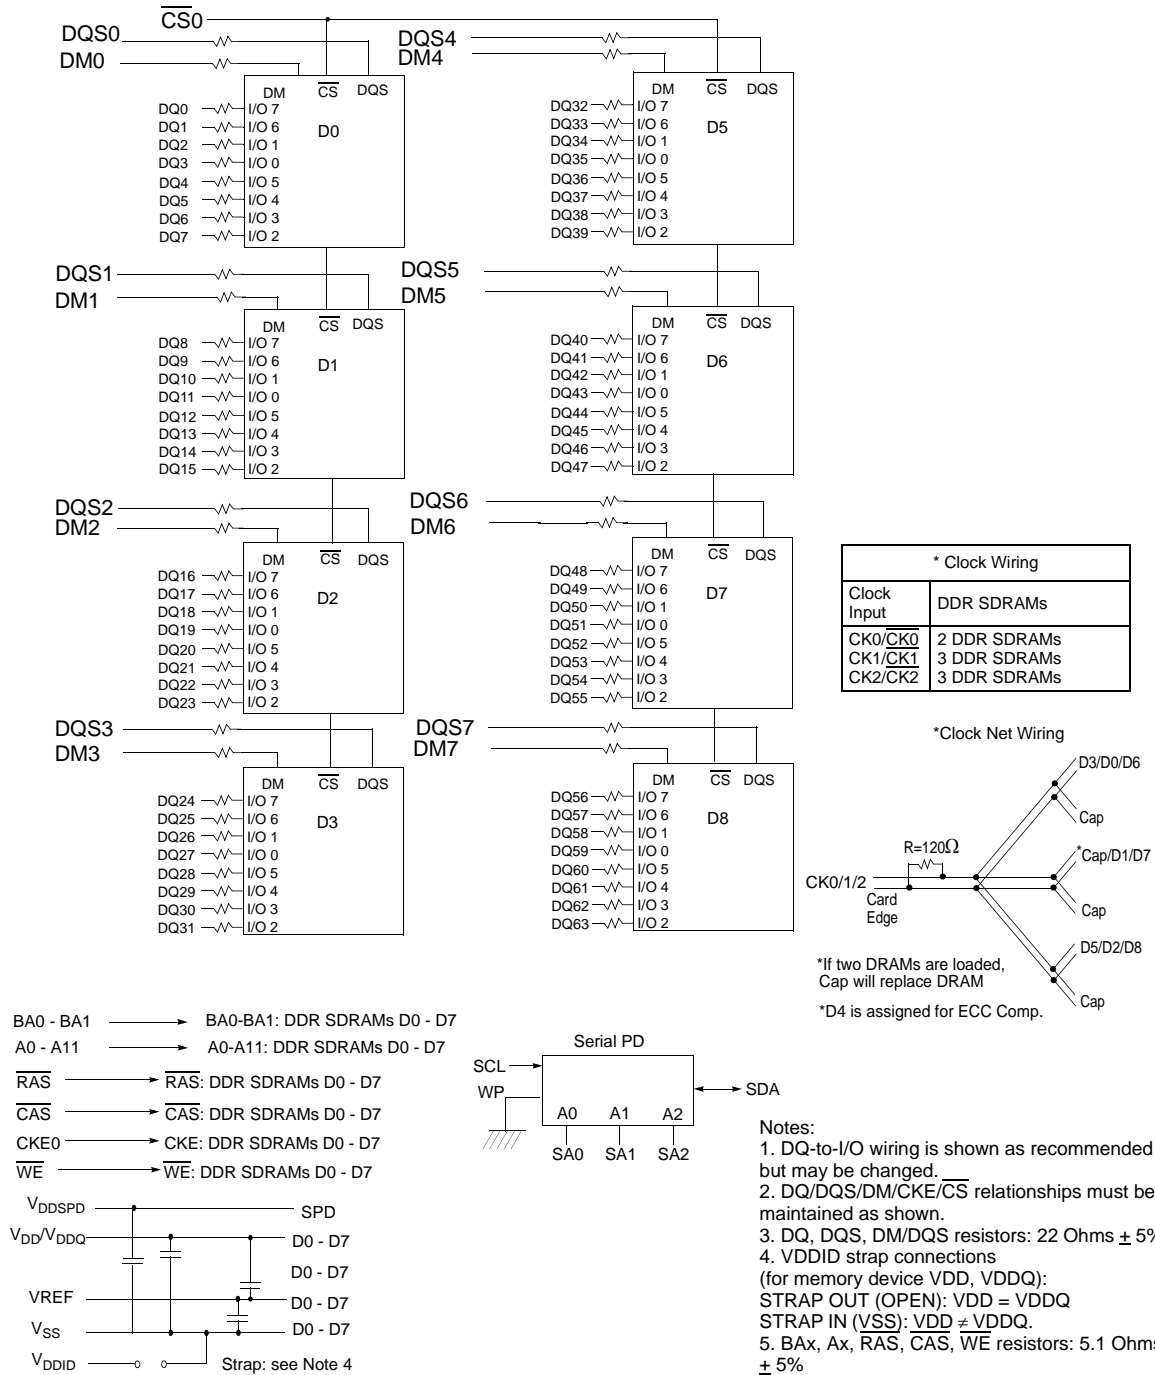 CS0
DQS0
DM0
DQS4
DM4
DM CS DQS
D0
DQ0 I/O 7
DQ1 I/O 6
DQ2 I/O 1
DQ3 I/O 0
DQ4 I/O 5
DQ5 I/O 4
DQ6 I/O 3
DQ7 I/O 2
DM CS DQS
D5
DQ32 I/O 7
DQ33 I/O 6
DQ34 I/O 1
DQ35 I/O 0
DQ36 I/O 5
DQ37 I/O 4
DQ38 I/O 3
DQ39 I/O 2
DQS1
DM1
DM CS DQS
D1
DQ8 I/O 7
DQ9 I/O 6
DQ10 I/O 1
DQ11 I/O 0
DQ12 I/O 5
DQ13 I/O 4
DQ14 I/O 3
DQ15 I/O 2
DQS5
DM5
DM CS DQS
D6
DQ40 I/O 7
DQ41 I/O 6
DQ42 I/O 1
DQ43 I/O 0
DQ44 I/O 5
DQ45 I/O 4
DQ46 I/O 3
DQ47 I/O 2
DQS2
DM2
DM CS DQS
D2
DQ16 I/O 7
DQ17 I/O 6
DQ18 I/O 1
DQ19 I/O 0
DQ20 I/O 5
DQ21 I/O 4
DQ22 I/O 3
DQ23 I/O 2
DQS6
DM6
DM CS DQS
D7
DQ48 I/O 7
DQ49 I/O 6
DQ50 I/O 1
DQ51 I/O 0
DQ52 I/O 5
DQ53 I/O 4
DQ54 I/O 3
DQ55 I/O 2
DQS3
DM3
DM CS DQS
D3
DQ24 I/O 7
DQ25 I/O 6
DQ26 I/O 1
DQ27 I/O 0
DQ28 I/O 5
DQ29 I/O 4
DQ30 I/O 3
DQ31 I/O 2
DQS7
DM7
DM CS DQS
D8
DQ56 I/O 7
DQ57 I/O 6
DQ58 I/O 1
DQ59 I/O 0
DQ60 I/O 5
DQ61 I/O 4
DQ62 I/O 3
DQ63 I/O 2
* Clock Wiring
Clock Input DDR SDRAMs
CK0/CK0 2 DDR SDRAMs
CK1/CK1 3 DDR SDRAMs
CK2/CK2 3 DDR SDRAMs
*Clock Net Wiring
D3/D0/D6
Cap
R=120Ω
*Cap/D1/D7
CK0/1/2
Card
Edge
Cap
D5/D2/D8
Cap
*If two DRAMs are loaded,
Cap will replace DRAM
*D4 is assigned for ECC Comp.
BA0 - BA1 BA0-BA1: DDR SDRAMs D0 - D7
A0 - A11 A0-A11: DDR SDRAMs D0 - D7
RAS RAS: DDR SDRAMs D0 - D7
CAS CAS: DDR SDRAMs D0 - D7
CKE0 CKE: DDR SDRAMs D0 - D7
WE WE: DDR SDRAMs D0 - D7
Serial PD
SCL
WP
SDA
A0 A1 A2
SA0 SA1 SA2
VDDSPD SPD
VDD/VDDQ D0 - D7
D0 - D7
VREF D0 - D7
VSS D0 - D7
VDDID Strap: see Note 4
Notes:
1. DQ-to-I/O wiring is shown as recommended
but may be changed.
2. DQ/DQS/DM/CKE/CS relationships must be
maintained as shown.
3. DQ, DQS, DM/DQS resistors: 22 Ohms ± 5%
4. VDDID strap connections
(for memory device VDD, VDDQ):
STRAP OUT (OPEN): VDD = VDDQ
STRAP IN (VSS): VDD ≠ VDDQ.
5. BAx, Ax, RAS, CAS, WE resistors: 5.1 Ohms
± 5%